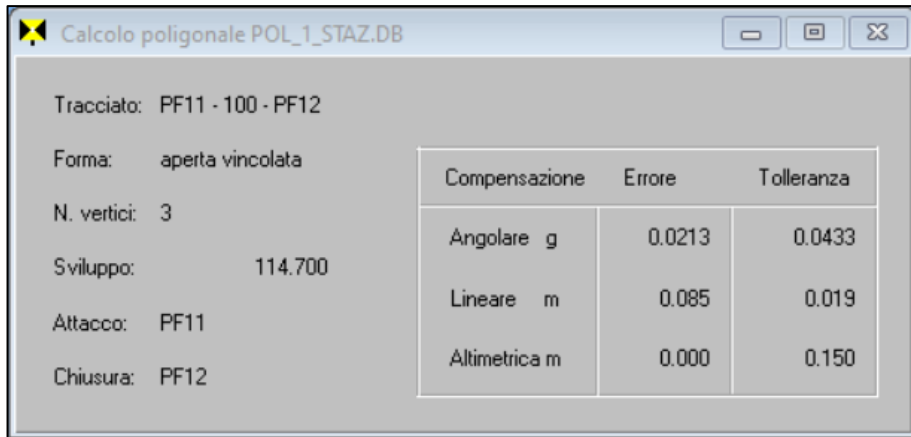 Calcolo poligonale POL_1_STAZ.DB
Tracciato: PF11 - 100 - PF12
Forma: aperta vincolata
N. vertici: 3
Sviluppo: 114.700
Attacco: PF11
Chiusura: PF12
Compensazione Errore Tolleranza
Angolare g 0.0213 0.0433
Lineare m 0.085 0.019
Altimetrica m 0.000 0.150